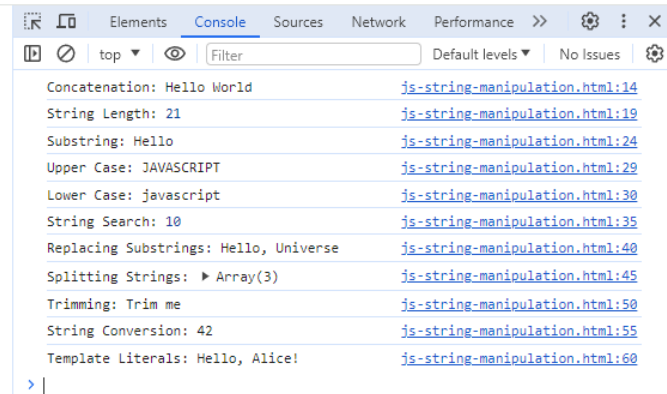 Elements Console Sources Network Performance
top Filter Default levels No Issues
Concatenation: Hello World js-string-manipulation.html:14
String Length: 21 js-string-manipulation.html:19
Substring: Hello js-string-manipulation.html:24
Upper Case: JAVASCRIPT js-string-manipulation.html:29
Lower Case: javascript js-string-manipulation.html:30
String Search: 10 js-string-manipulation.html:35
Replacing Substrings: Hello, Universe js-string-manipulation.html:40
Splitting Strings: ▶ Array(3) js-string-manipulation.html:45
Trimming: Trim me js-string-manipulation.html:50
String Conversion: 42 js-string-manipulation.html:55
Template Literals: Hello, Alice! js-string-manipulation.html:60